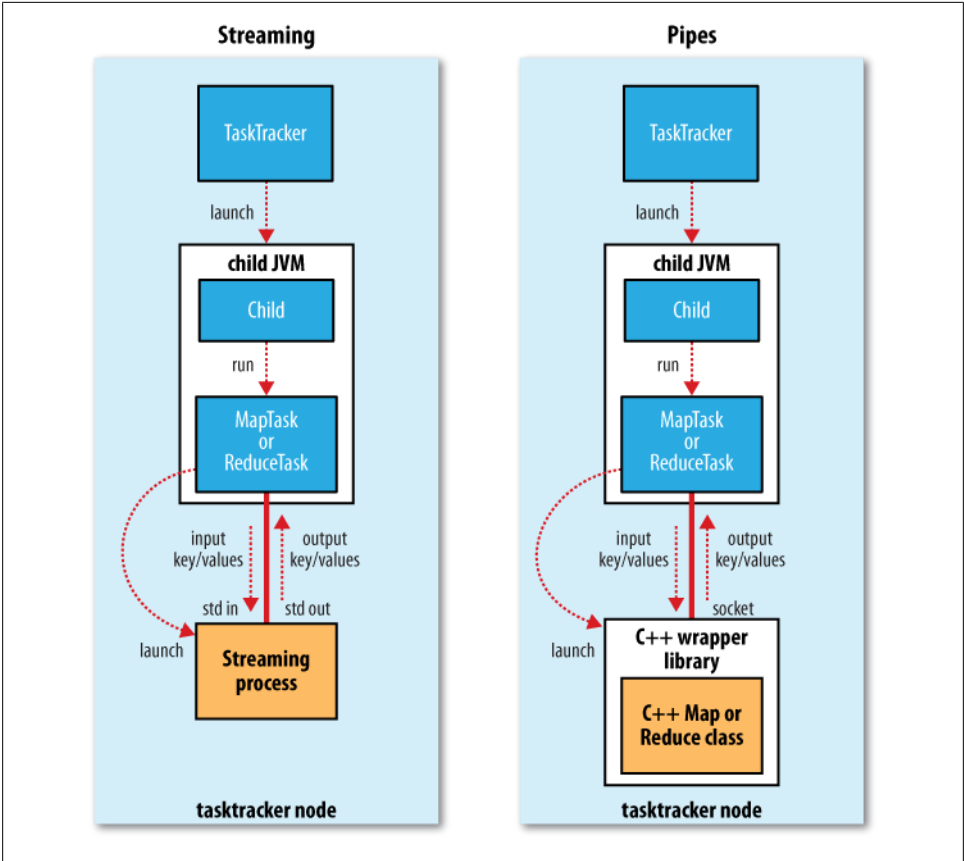 Streaming
TaskTracker
launch
child JVM
Child
run
MapTask
or
ReduceTask
input
key/values
output
key/values
std in
std out
launch
Streaming
process
tasktracker node
Pipes
TaskTracker
launch
child JVM
Child
run
MapTask
or
ReduceTask
input
key/values
output
key/values
socket
launch
C++ wrapper
library
C++ Map or
Reduce class
tasktracker node